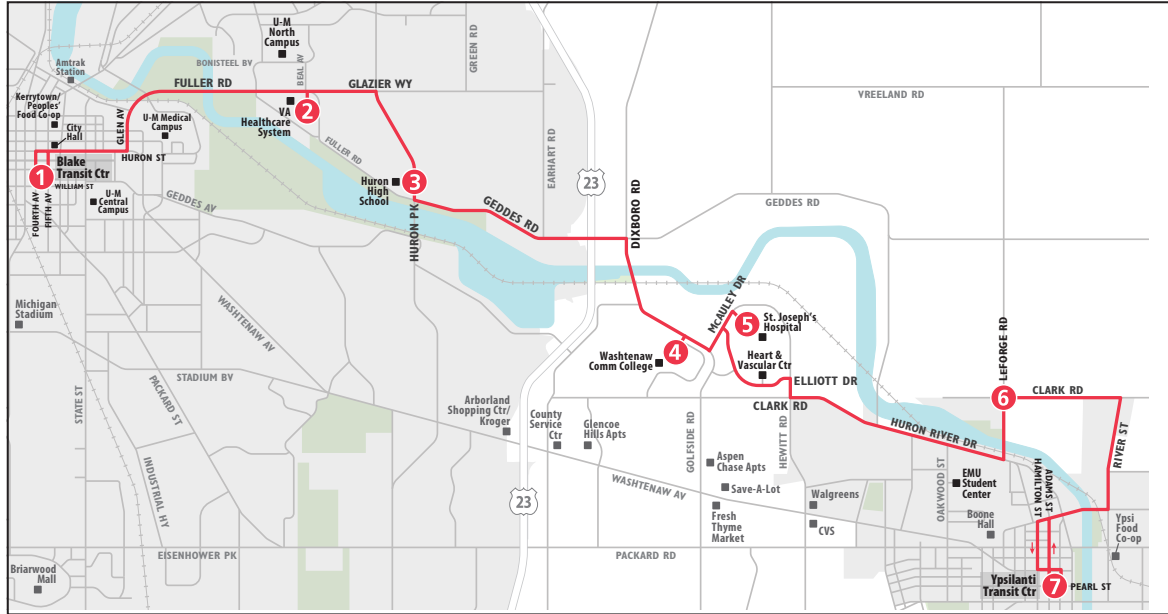 U-M
North
Campus
GREEN RD
Amtrak
Station
BONISTEEL BV
BEAL AV
FULLER RD
GLAZIER WY
VREELAND RD
Kerrytown/
Peoples'
Food Co-op
City
Hall
GLEN AV
U-M Medical
Campus
2
VA
Healthcare
System
FULLER RD
EARHART RD
Blake
Transit Ctr
HURON ST
1
WILLIAM ST
FOURTH AV
FIFTH AV
U-M
Central
Campus
GEDDES AV
Huron
High
School
3
HURON PK
GEDDES RD
23
DIXBORO RD
GEDDES RD
Michigan
Stadium
WASHTENAW AV
MCAULEY DR
5
St. Joseph's
Hospital
4
Washtenaw
Comm College
Heart &
Vascular Ctr
LEFORGE RD
STADIUM BV
STATE ST
PACKARD ST
ELLIOTT DR
CLARK RD
6
CLARK RD
Arborland
Shopping Ctr/
Kroger
County
Service
Ctr
Glencoe
Hills Apts
GOLFSIDE RD
HEWITT RD
HURON RIVER DR
RIVER ST
INDUSTRIAL HY
Aspen
Chase Apts
Save-A-Lot
WASHTENAW AV
Walgreens
OAKWOOD ST
EMU
Student
Center
HAMILTON ST
ADAMS ST
23
Fresh
Thyme
Market
CVS
Boone
Hall
Ypsi
Food
Co-op
EISENHOWER PK
PACKARD RD
Briarwood
Mall
Ypsilanti
Transit Ctr
7
PEARL ST